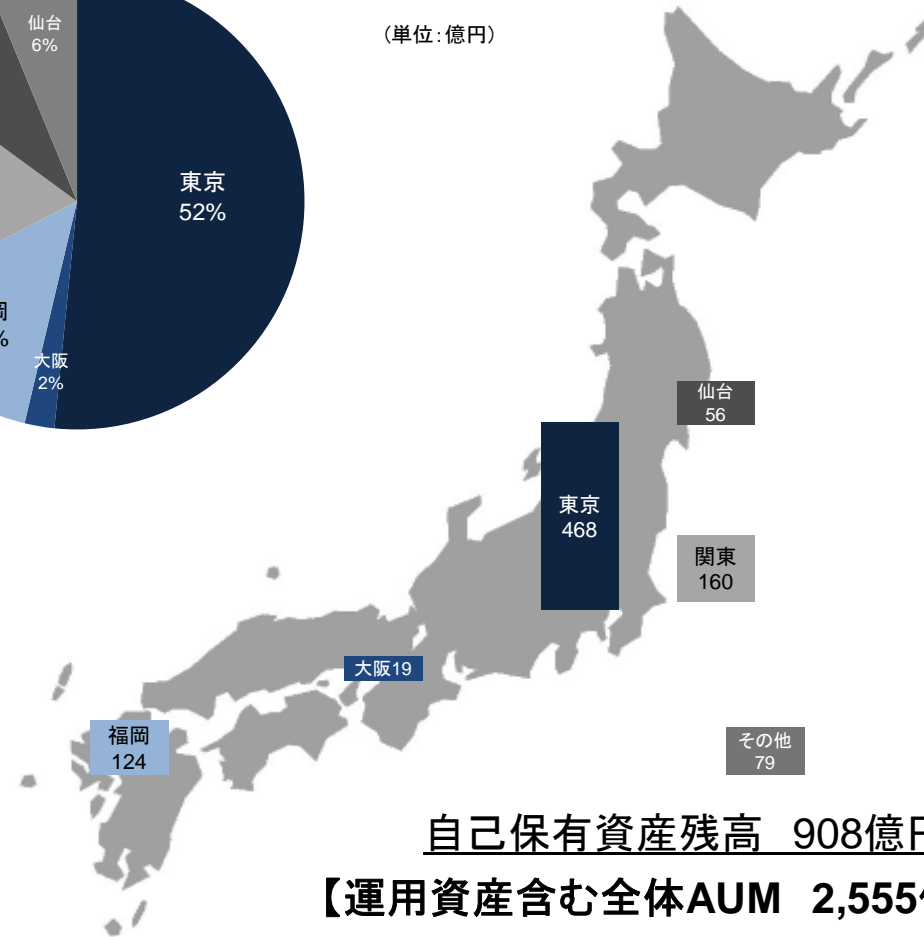 (単位：億円)
仙台
6%
東京
52%
岡
%
大阪
2%
仙台
56
東京
468
関東
160
大阪19
福岡
124
その他
79
自己保有資産残高 908億円
【運用資産含む全体AUM 2,555